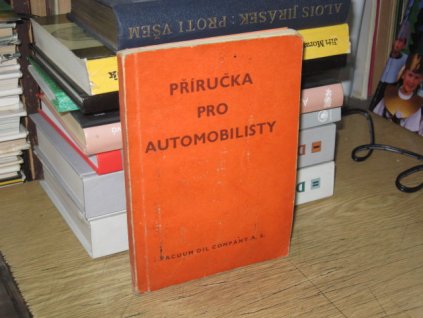 ALOIS JIRÁSEK: PROTI VŠEM
PŘÍRUČKA
PRO
AUTOMOBILISTY
VACUUM OIL COMPANY A. S.